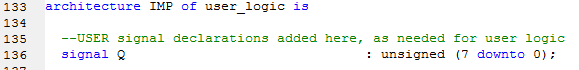 133 architecture IMP of user_logic is
134
135 --USER signal declarations added here, as needed for user logic
136 signal Q : unsigned (7 downto 0);